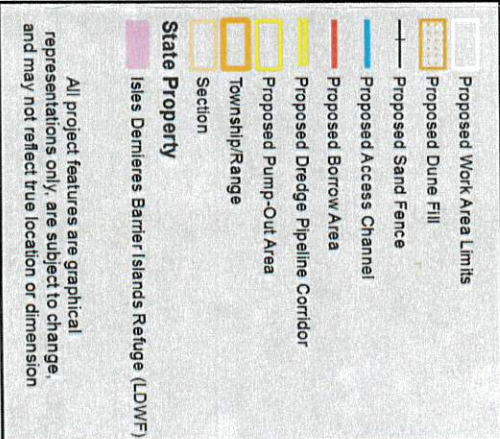 Proposed Work Area Limits
Proposed Dune Fill
Proposed Sand Fence
Proposed Access Channel
Proposed Borrow Area
Proposed Dredge Pipeline Corridor
Proposed Pump-Out Area
Township/Range
Section
State Property
Isles Dernieres Barrier Islands Refuge (LDWF)
All project features are graphical
representations only, are subject to change,
and may not reflect true location or dimension